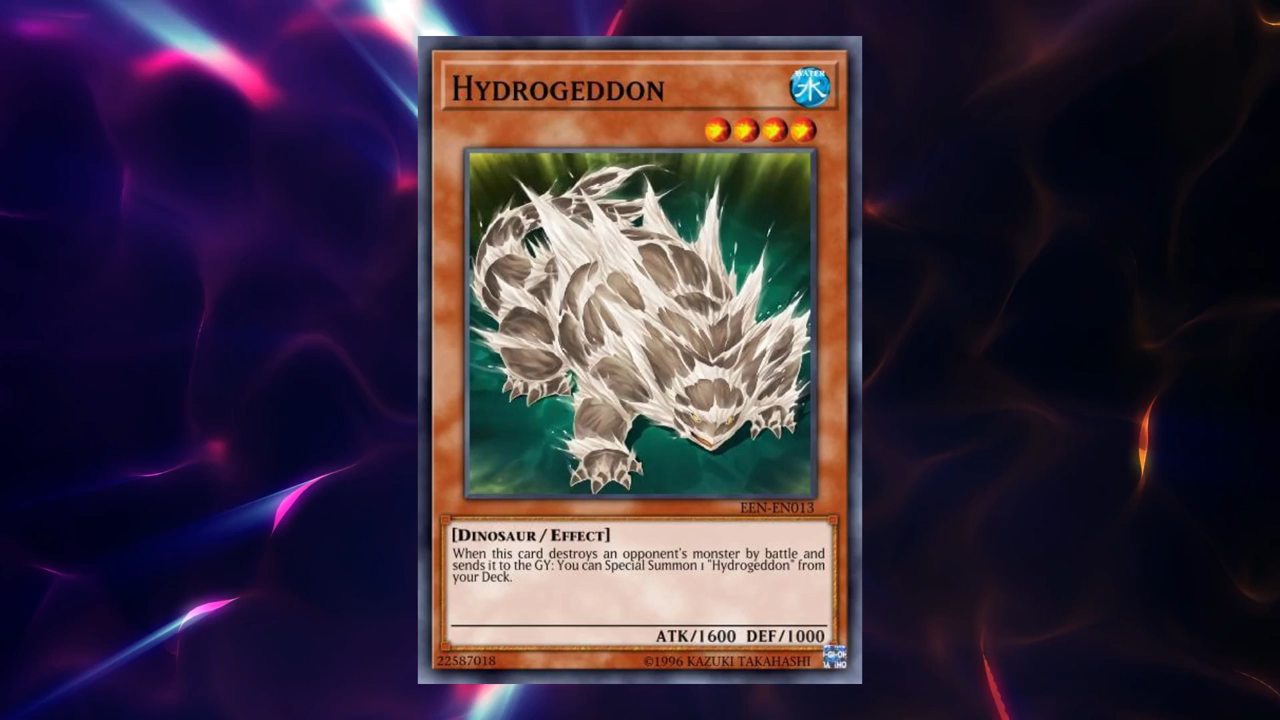 HYDROGEDDON
WATER
水
EEN-EN013
[DINOSAUR / EFFECT]
When this card destroys an opponent's monster by battle and
sends it to the GY: You can Special Summon 1 "Hydrogeddon" from
your Deck.
ATK/1600 DEF/1000
22587018
©1996 KAZUKI TAKAHASHI